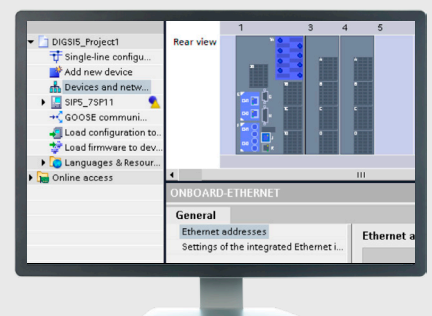 DIGSI5_Project1
Single-line configu...
Add new device
Devices and netw...
SIP5_7SP11
GOOSE communi...
Load configuration to..
Load firmware to dev...
Languages & Resour...
Online access
Rear view
1 3 4 5
ONBOARD-ETHERNET
General
Ethernet addresses
Settings of the integrated Ethernet i...
Ethernet a